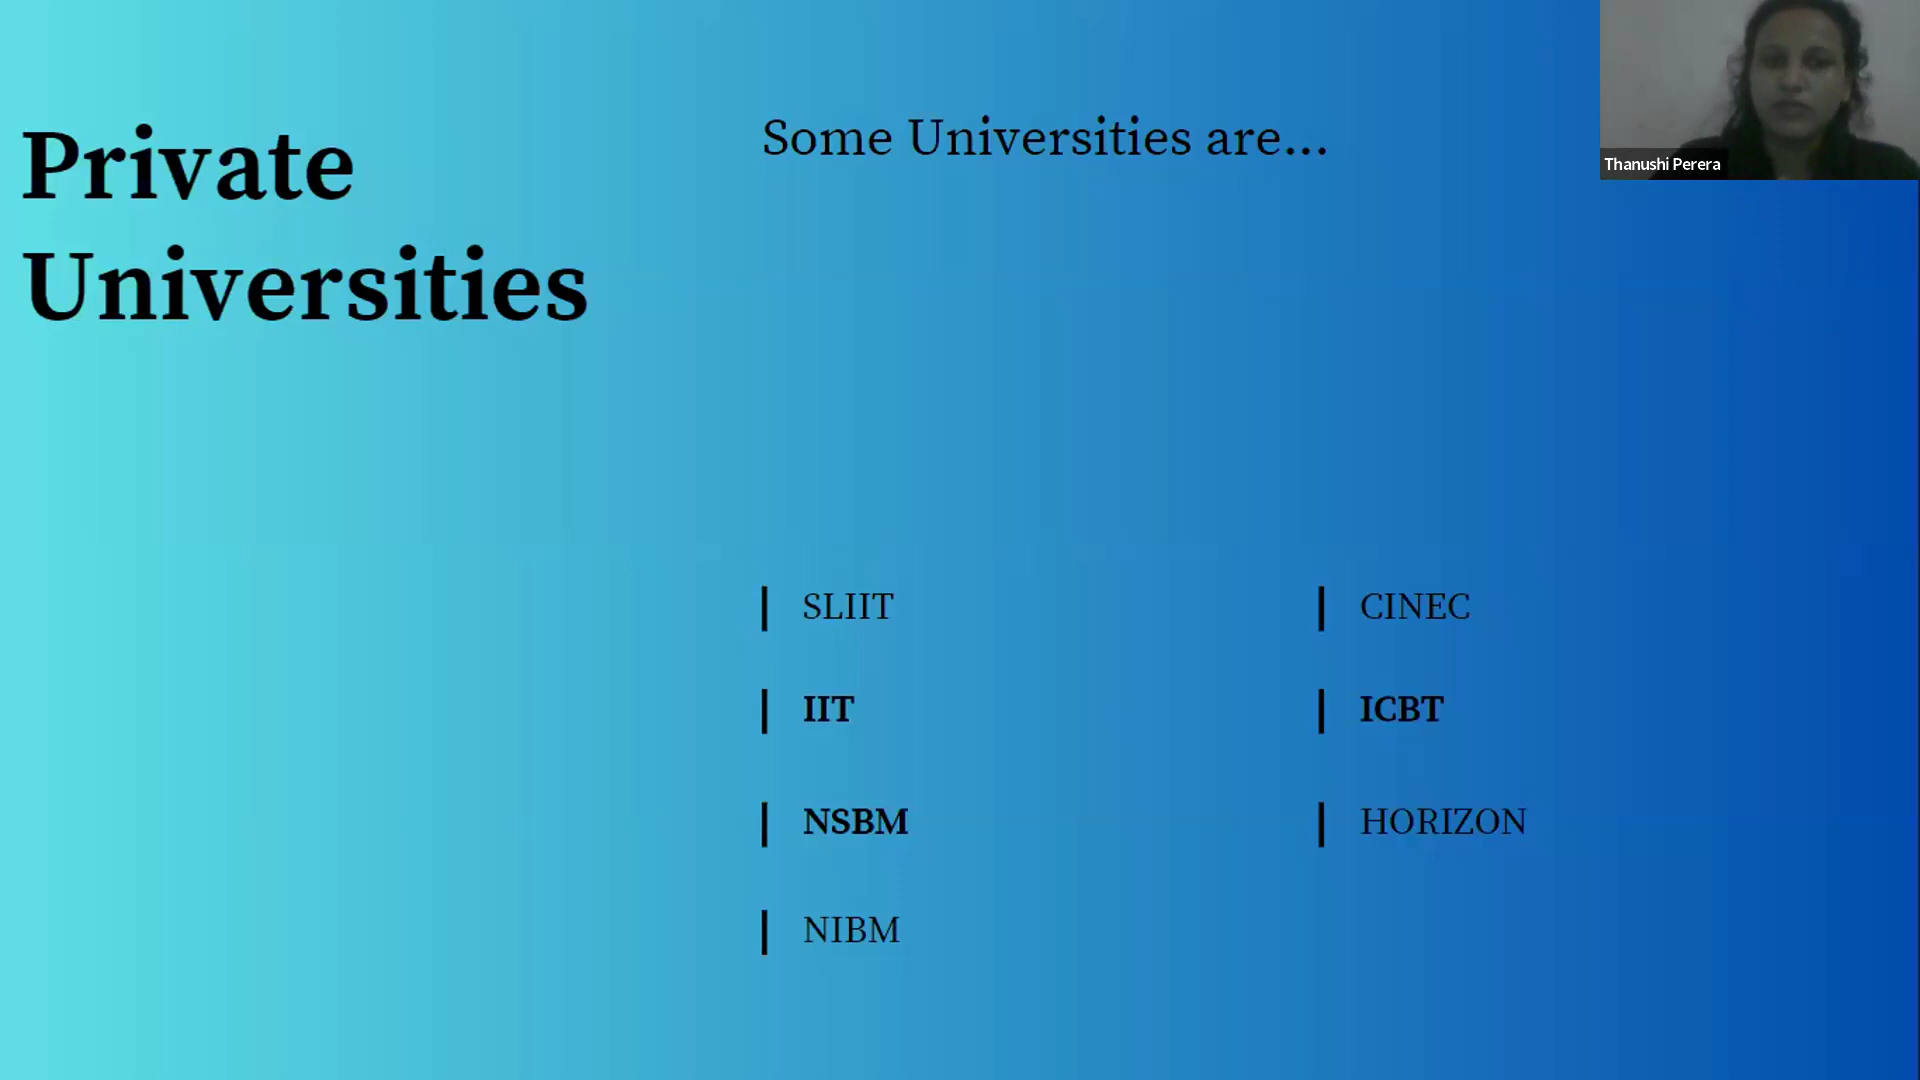 Private
Universities
Some Universities are...
SLIIT
IIT
NSBM
NIBM
CINEC
ICBT
HORIZON
Thanushi Perera